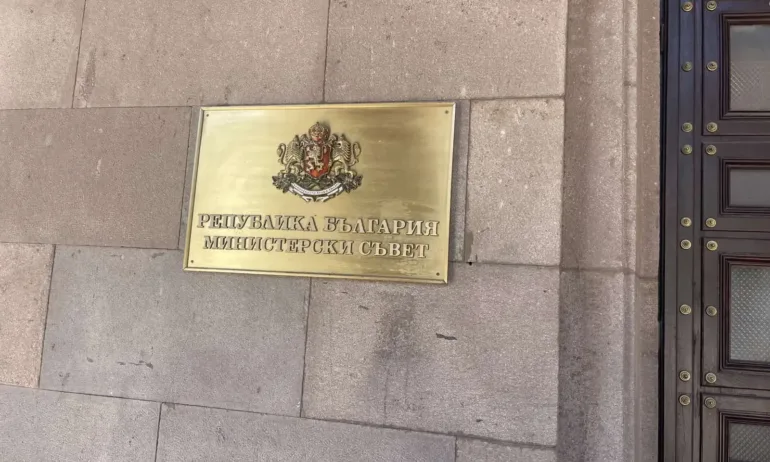 РЕПУБЛИКА БЪЛГАРИЯ
МИНИСТЕРСКИ СЪВЕТ